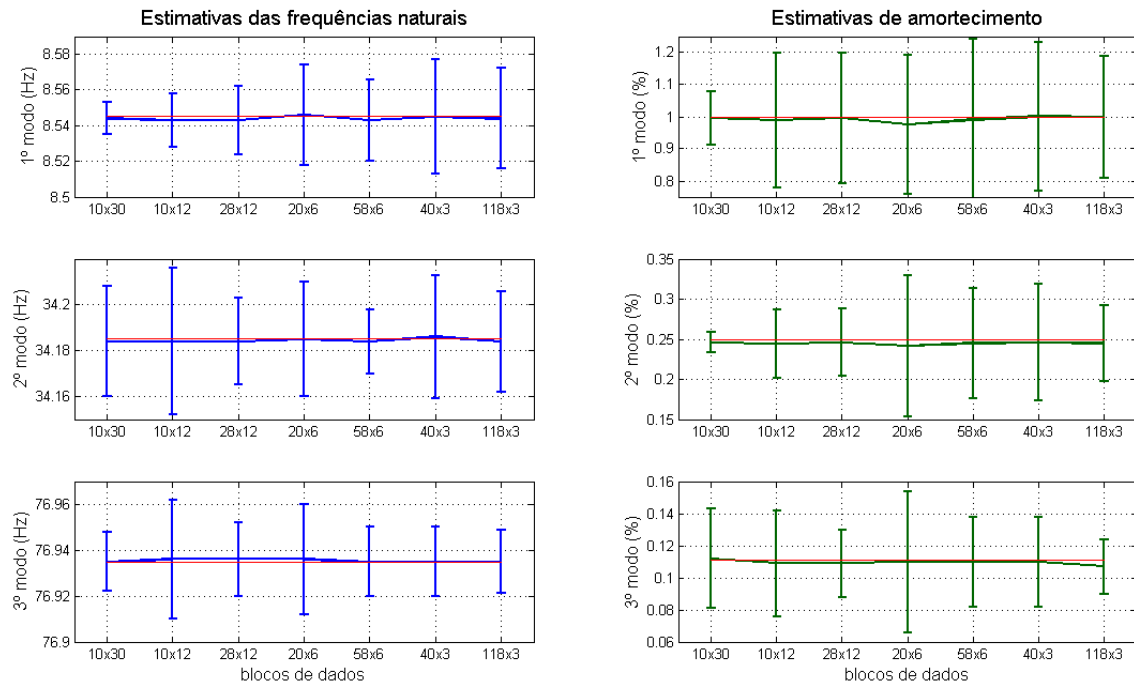 Estimativas das frequências naturais
8.58
8.56
8.54
8.52
8.5
1º modo (Hz)
10x30 10x12 28x12 20x6 58x6 40x3 118x3
34.2
34.18
34.16
2º modo (Hz)
10x30 10x12 28x12 20x6 58x6 40x3 118x3
76.96
76.94
76.92
76.9
3º modo (Hz)
10x30 10x12 28x12 20x6 58x6 40x3 118x3
blocos de dados
Estimativas de amortecimento
1.2
1.1
1
0.9
0.8
1º modo (%)
10x30 10x12 28x12 20x6 58x6 40x3 118x3
0.35
0.3
0.25
0.2
0.15
2º modo (%)
10x30 10x12 28x12 20x6 58x6 40x3 118x3
0.16
0.14
0.12
0.1
0.08
0.06
3º modo (%)
10x30 10x12 28x12 20x6 58x6 40x3 118x3
blocos de dados